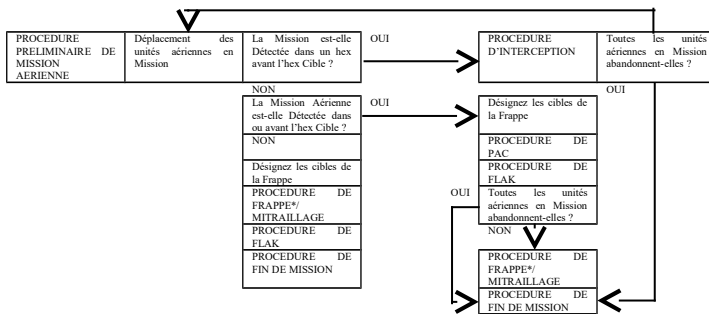 PROCEDURE
PRELIMINAIRE DE
MISSION
AERIENNE
Déplacement des
unités aériennes en
Mission
La Mission est-elle
Détectée dans un hex
avant l'hex Cible ?
OUI
PROCEDURE
D'INTERCEPTION
Toutes les unités
aériennes en Mission
abandonnent-elles ?
NON
OUI
La Mission Aérienne
est-elle Détectée dans
ou avant l'hex Cible ?
OUI
Désignez les cibles de
la Frappe
NON
PROCEDURE DE
PAC
Désignez les cibles de
la Frappe
PROCEDURE DE
FLAK
PROCEDURE DE
FRAPPE*/
MITRAILLAGE
OUI
Toutes les unités
aériennes en Mission
abandonnent-elles ?
PROCEDURE DE
FLAK
NON
PROCEDURE DE
FIN DE MISSION
PROCEDURE DE
FRAPPE*/
MITRAILLAGE
PROCEDURE DE
FIN DE MISSION